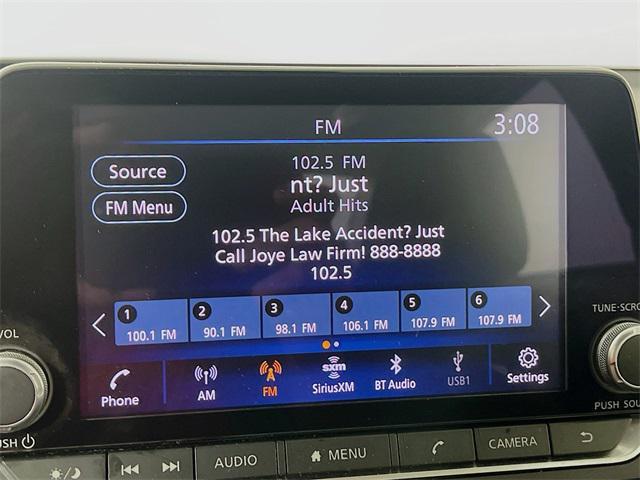 FM
3:08
Source
102.5 FM
nt? Just
FM Menu
Adult Hits
102.5 The Lake Accident? Just
Call Joye Law Firm! 888-8888
102.5
1 100.1 FM
2 90.1 FM
3 98.1 FM
4 106.1 FM
5 107.9 FM
6 107.9 FM
TUNE-SCRO
VOL
Phone
AM
FM
sxm
SiriusXM
BT Audio
USB1
Settings
PUSH
PUSH SOU
AUDIO
MENU
CAMERA